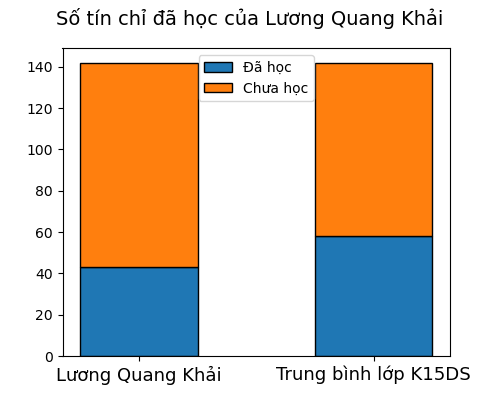 Số tín chỉ đã học của Lương Quang Khải
140
120
100
80
60
40
20
0
Đã học
Chưa học
Lương Quang Khải
Trung bình lớp K15DS